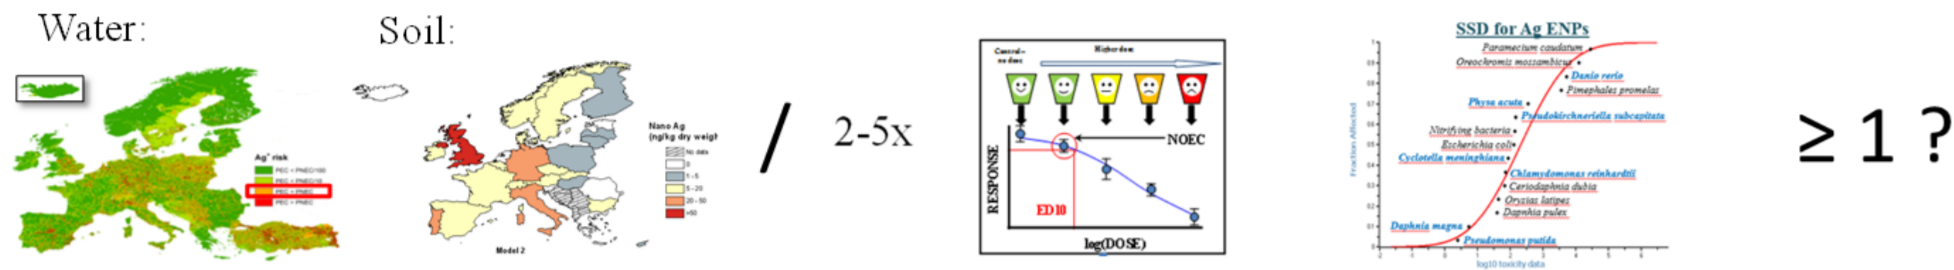 Water:
Ag⁺ risk
PEC < PNEC/100
PEC < PNEC/10
PEC < PNEC
PEC > PNEC
Soil:
Nano Ag
(ng/kg dry weight
No data
0
1 - 5
5 - 20
20 - 50
>50
Model 2
/
2-5x
Control–
no dose
Higher dose
NOEC
RESPONSE
ED10
log(DOSE)
SSD for Ag ENPs
Paramecium caudatum
Oreochromis mossambicus
Danio rerio
Pimephales promelas
Physa acuta
Pseudokirchneriella subcapitata
Nitrifying bacteria
Escherichia coli
Cyclotella meninghiana
Chlamydomonas reinhardtii
Ceriodaphnia dubia
Oryzias latipes
Dapnhia pulex
Daphnia magna
Pseudomonas putida
Fraction Affected
log10 toxicity data
≥ 1 ?